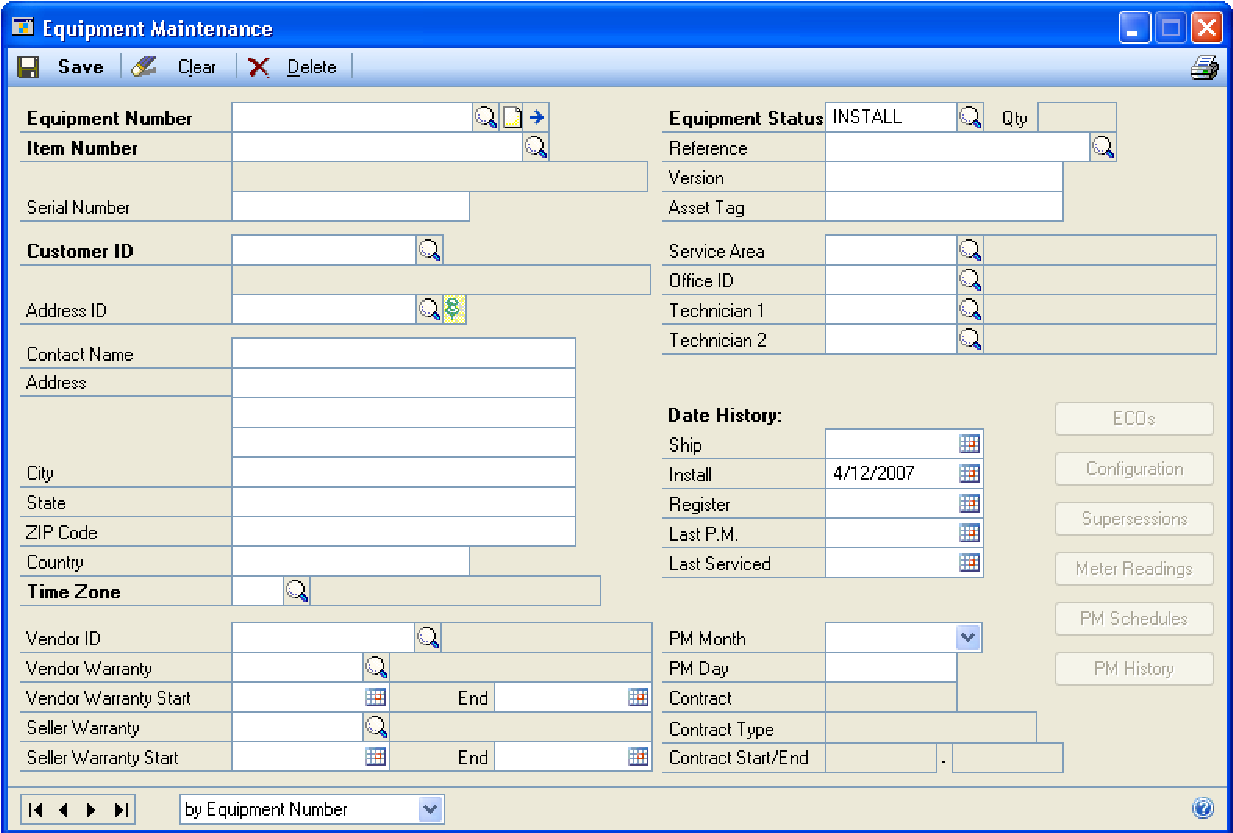 Equipment Maintenance
Save Clear Delete
Equipment Number
Item Number
Serial Number
Customer ID
Address ID
Contact Name
Address
City
State
ZIP Code
Country
Time Zone
Vendor ID
Vendor Warranty
Vendor Warranty Start End
Seller Warranty
Seller Warranty Start End
Equipment Status INSTALL Qty
Reference
Version
Asset Tag
Service Area
Office ID
Technician 1
Technician 2
Date History:
Ship
Install 4/12/2007
Register
Last P.M.
Last Serviced
ECOs
Configuration
Supersessions
Meter Readings
PM Schedules
PM History
PM Month
PM Day
Contract
Contract Type
Contract Start/End -
by Equipment Number